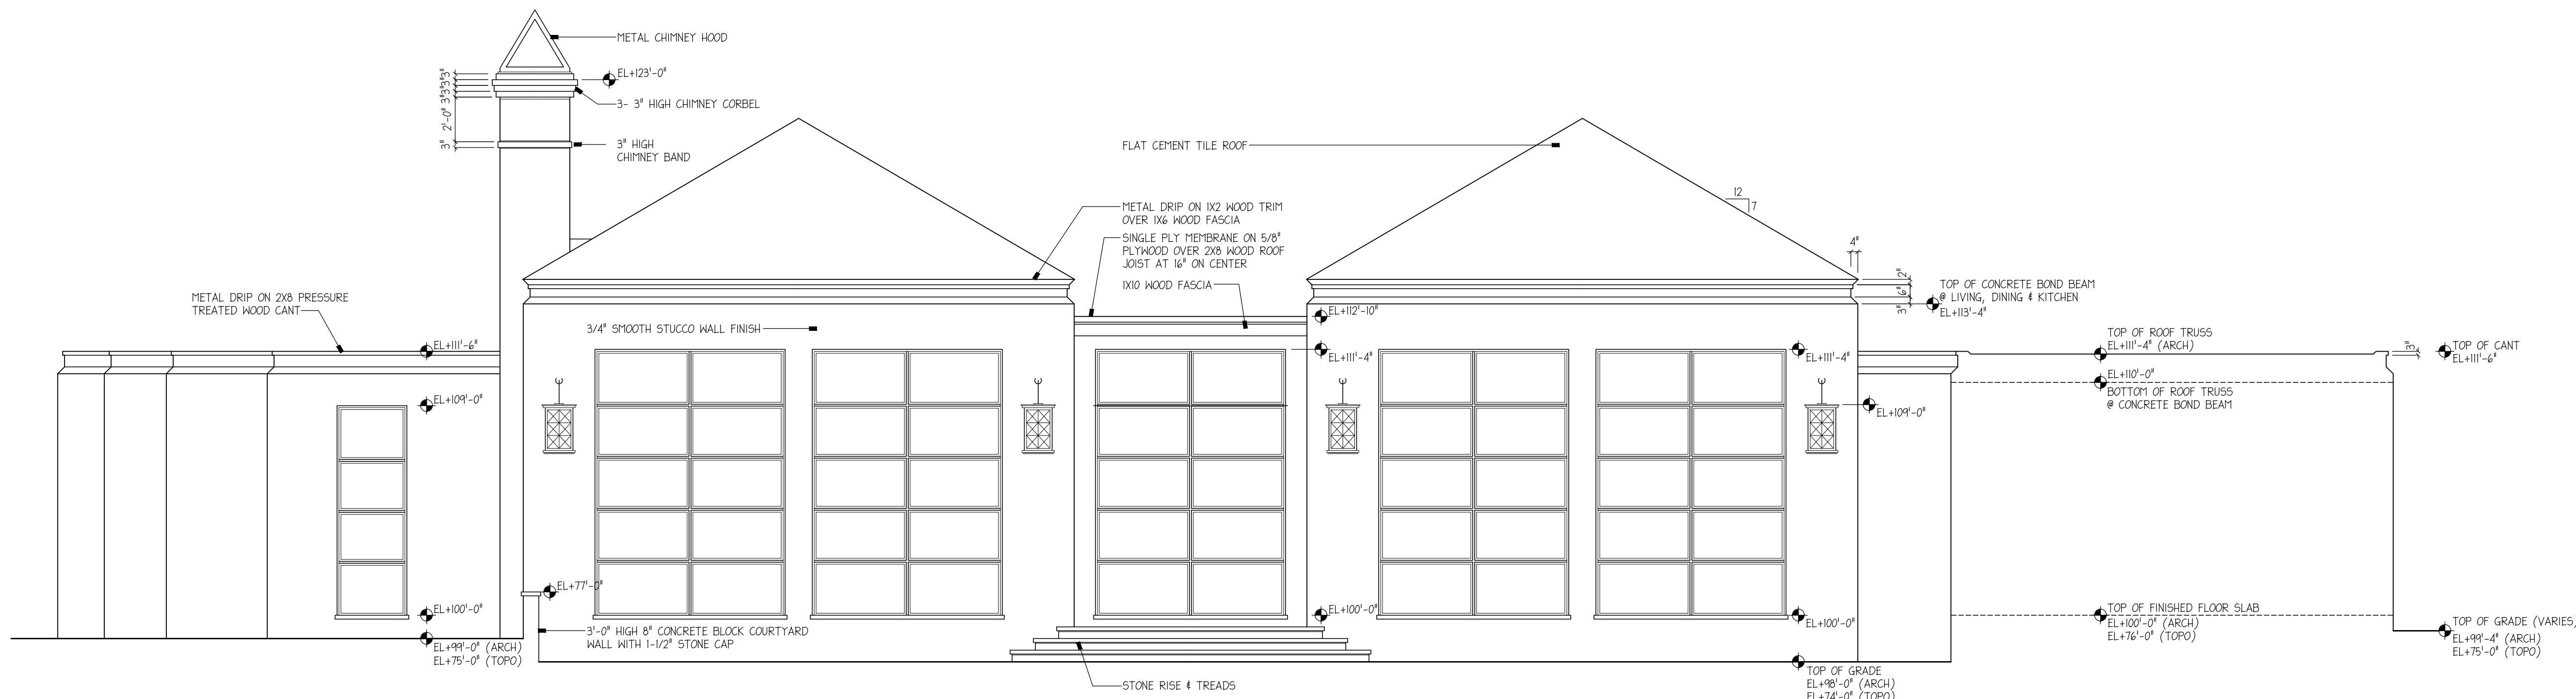 METAL CHIMNEY HOOD
EL+123'-0"
3"
3"
3"
3"
2'-0"
3"
3- 3" HIGH CHIMNEY CORBEL
3" HIGH
CHIMNEY BAND
FLAT CEMENT TILE ROOF
12
7
METAL DRIP ON 1X2 WOOD TRIM
OVER 1X6 WOOD FASCIA
SINGLE PLY MEMBRANE ON 5/8"
PLYWOOD OVER 2X8 WOOD ROOF
JOIST AT 16" ON CENTER
1X10 WOOD FASCIA
4"
2"
6"
3"
TOP OF CONCRETE BOND BEAM
@ LIVING, DINING & KITCHEN
EL+113'-4"
METAL DRIP ON 2X8 PRESSURE
TREATED WOOD CANT
EL+111'-6"
3/4" SMOOTH STUCCO WALL FINISH
EL+112'-10"
EL+111'-4"
EL+111'-4"
TOP OF ROOF TRUSS
EL+111'-4" (ARCH)
3"
TOP OF CANT
EL+111'-6"
EL+110'-0"
BOTTOM OF ROOF TRUSS
@ CONCRETE BOND BEAM
EL+109'-0"
EL+109'-0"
EL+77'-0"
EL+100'-0"
EL+99'-0" (ARCH)
EL+75'-0" (TOPO)
3'-0" HIGH 8" CONCRETE BLOCK COURTYARD
WALL WITH 1-1/2" STONE CAP
EL+100'-0"
EL+100'-0"
TOP OF FINISHED FLOOR SLAB
EL+100'-0" (ARCH)
EL+76'-0" (TOPO)
TOP OF GRADE (VARIES)
EL+99'-4" (ARCH)
EL+75'-0" (TOPO)
STONE RISE & TREADS
TOP OF GRADE
EL+98'-0" (ARCH)
EL+74'-0" (TOPO)